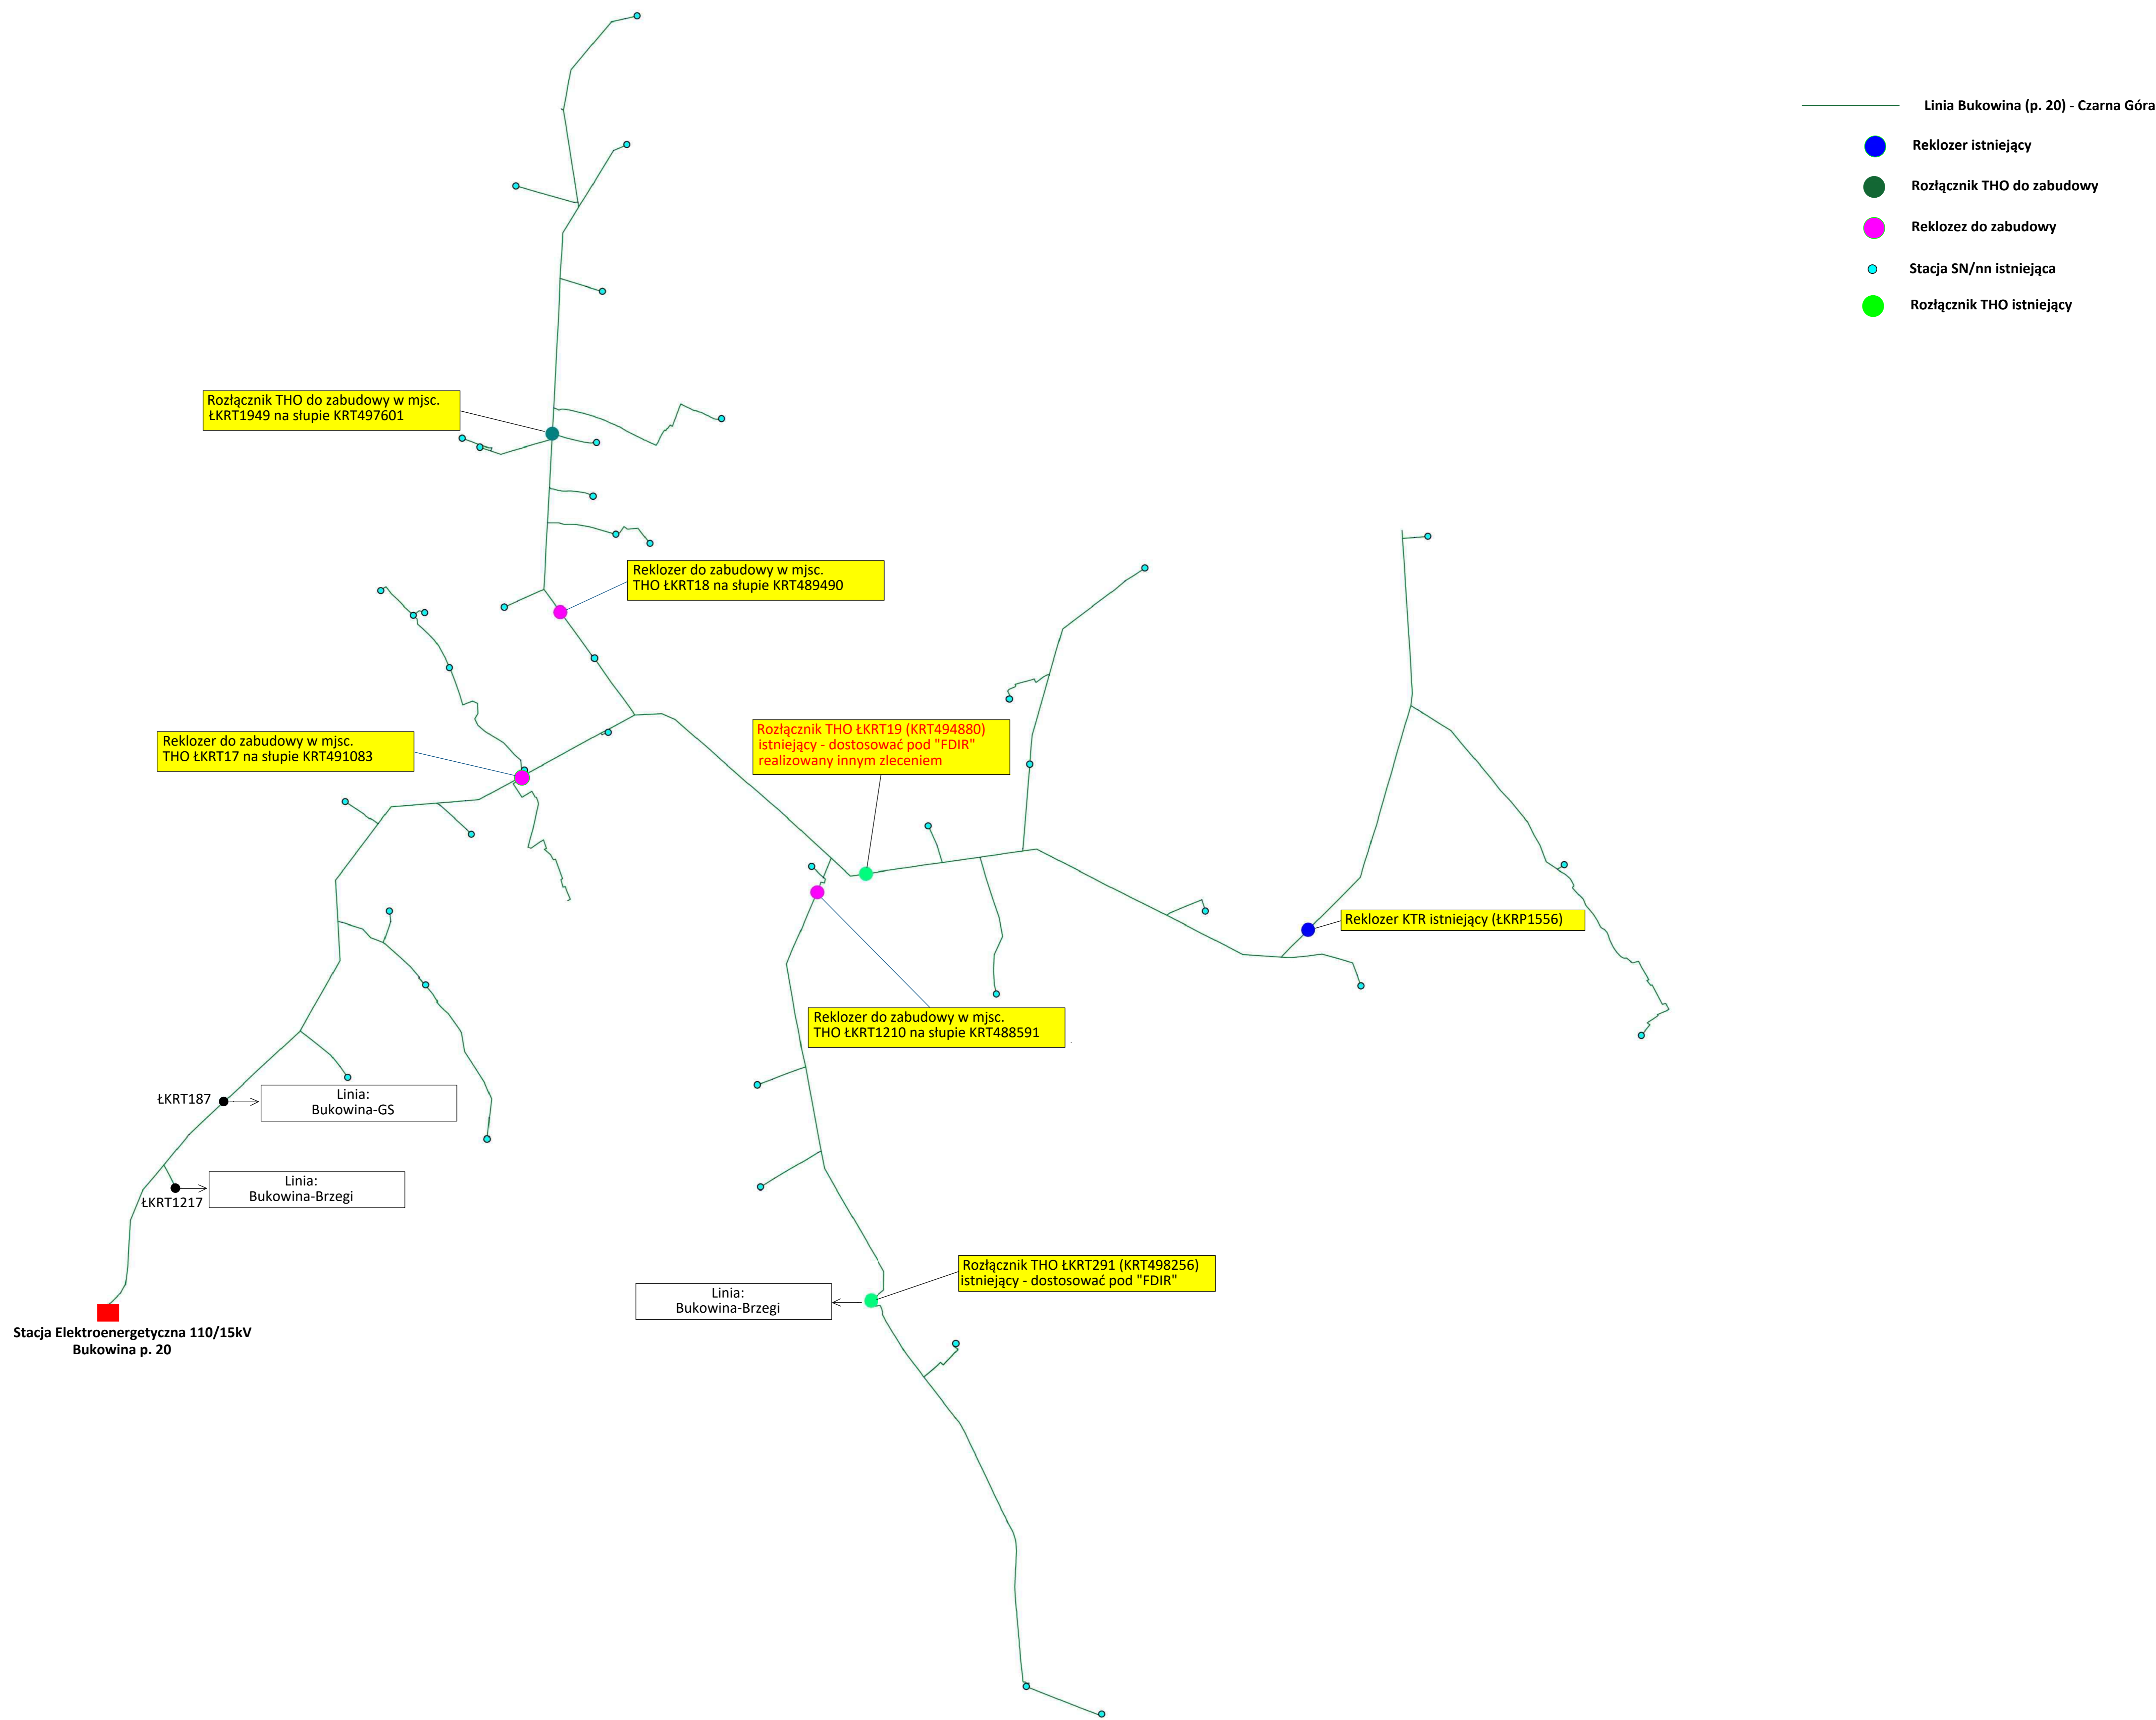 Linia Bukowina (p. 20) - Czarna Góra
Reklozer istniejący
Rozłącznik THO do zabudowy
Reklozez do zabudowy
Stacja SN/nn istniejąca
Rozłącznik THO istniejący
Rozłącznik THO do zabudowy w mjsc.
ŁKRT1949 na słupie KRT497601
Reklozer do zabudowy w mjsc.
THO ŁKRT18 na słupie KRT489490
Rozłącznik THO ŁKRT19 (KRT494880)
istniejący - dostosować pod "FDIR"
realizowany innym zleceniem
Reklozer do zabudowy w mjsc.
THO ŁKRT17 na słupie KRT491083
Reklozer KTR istniejący (ŁKRP1556)
Reklozer do zabudowy w mjsc.
THO ŁKRT1210 na słupie KRT488591
ŁKRT187
Linia:
Bukowina-GS
Linia:
Bukowina-Brzegi
ŁKRT1217
Rozłącznik THO ŁKRT291 (KRT498256)
istniejący - dostosować pod "FDIR"
Linia:
Bukowina-Brzegi
Stacja Elektroenergetyczna 110/15kV
Bukowina p. 20